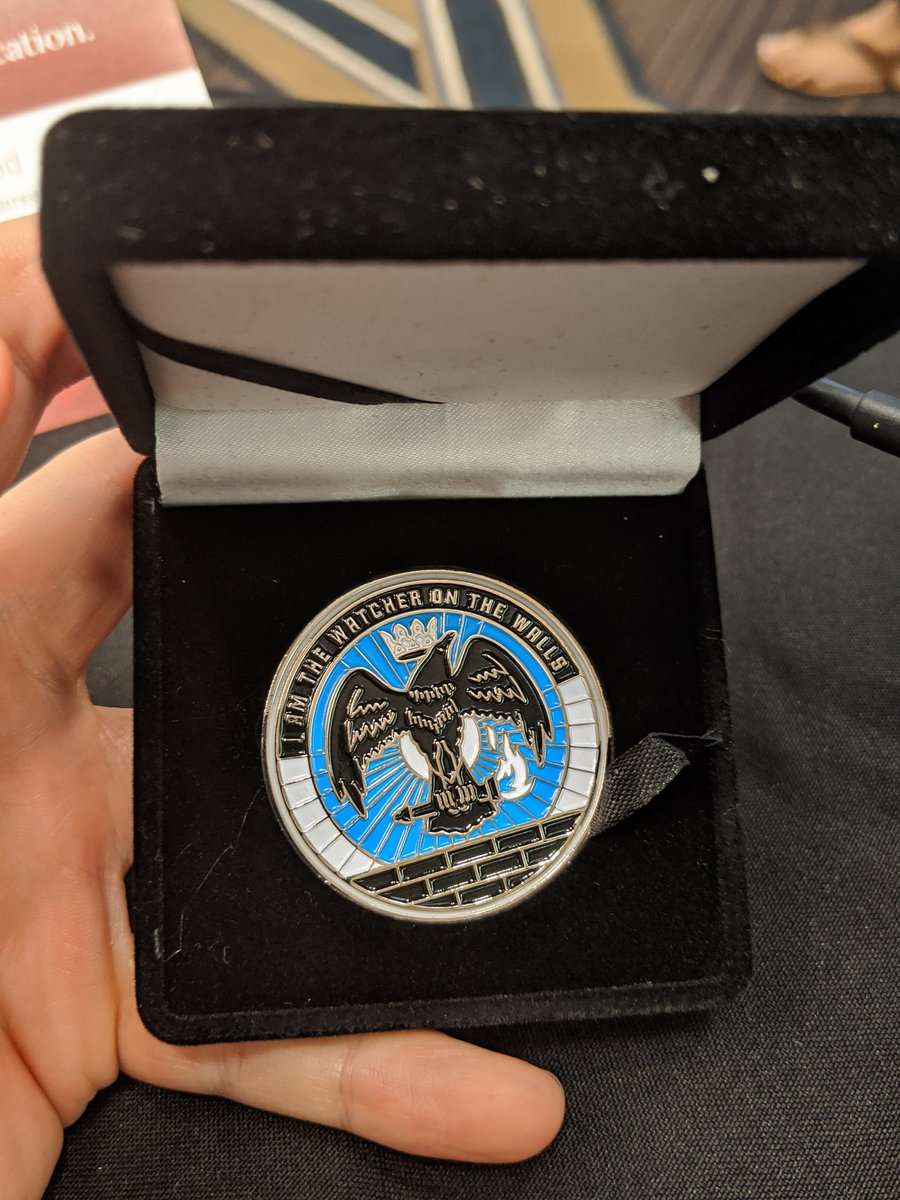 cation.
I AM THE WATCHER ON THE WALLS